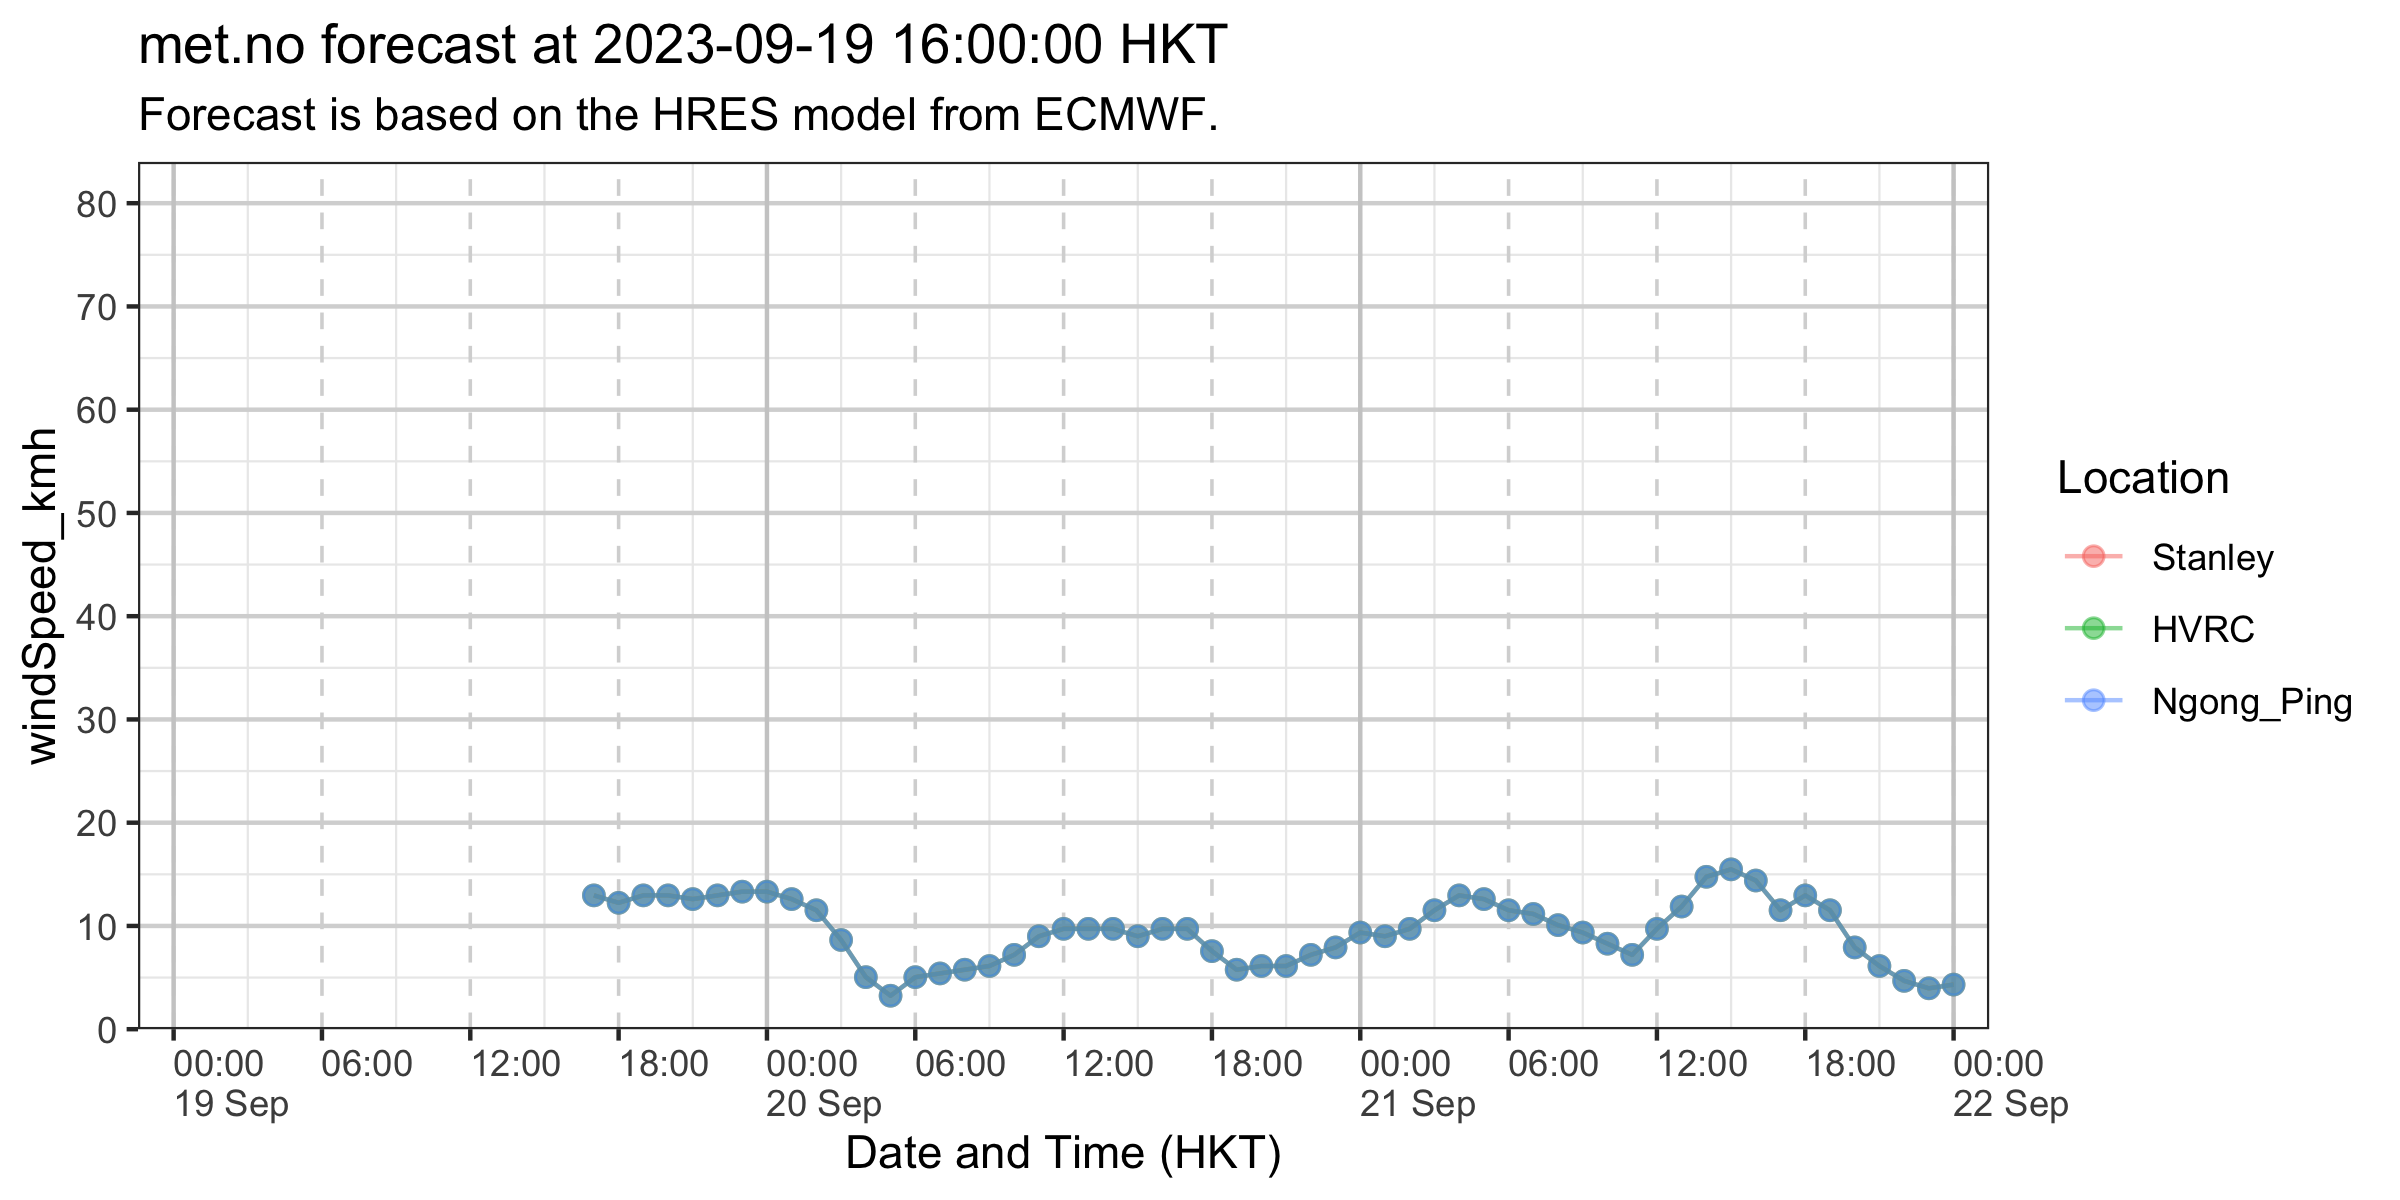 met.no forecast at 2023-09-19 16:00:00 HKT
Forecast is based on the HRES model from ECMWF.
windSpeed_kmh
80
70
60
50
40
30
20
10
0
00:00 06:00 12:00 18:00 00:00 06:00 12:00 18:00 00:00 06:00 12:00 18:00 00:00
19 Sep 20 Sep 21 Sep 22 Sep
Date and Time (HKT)
Location
Stanley
HVRC
Ngong_Ping